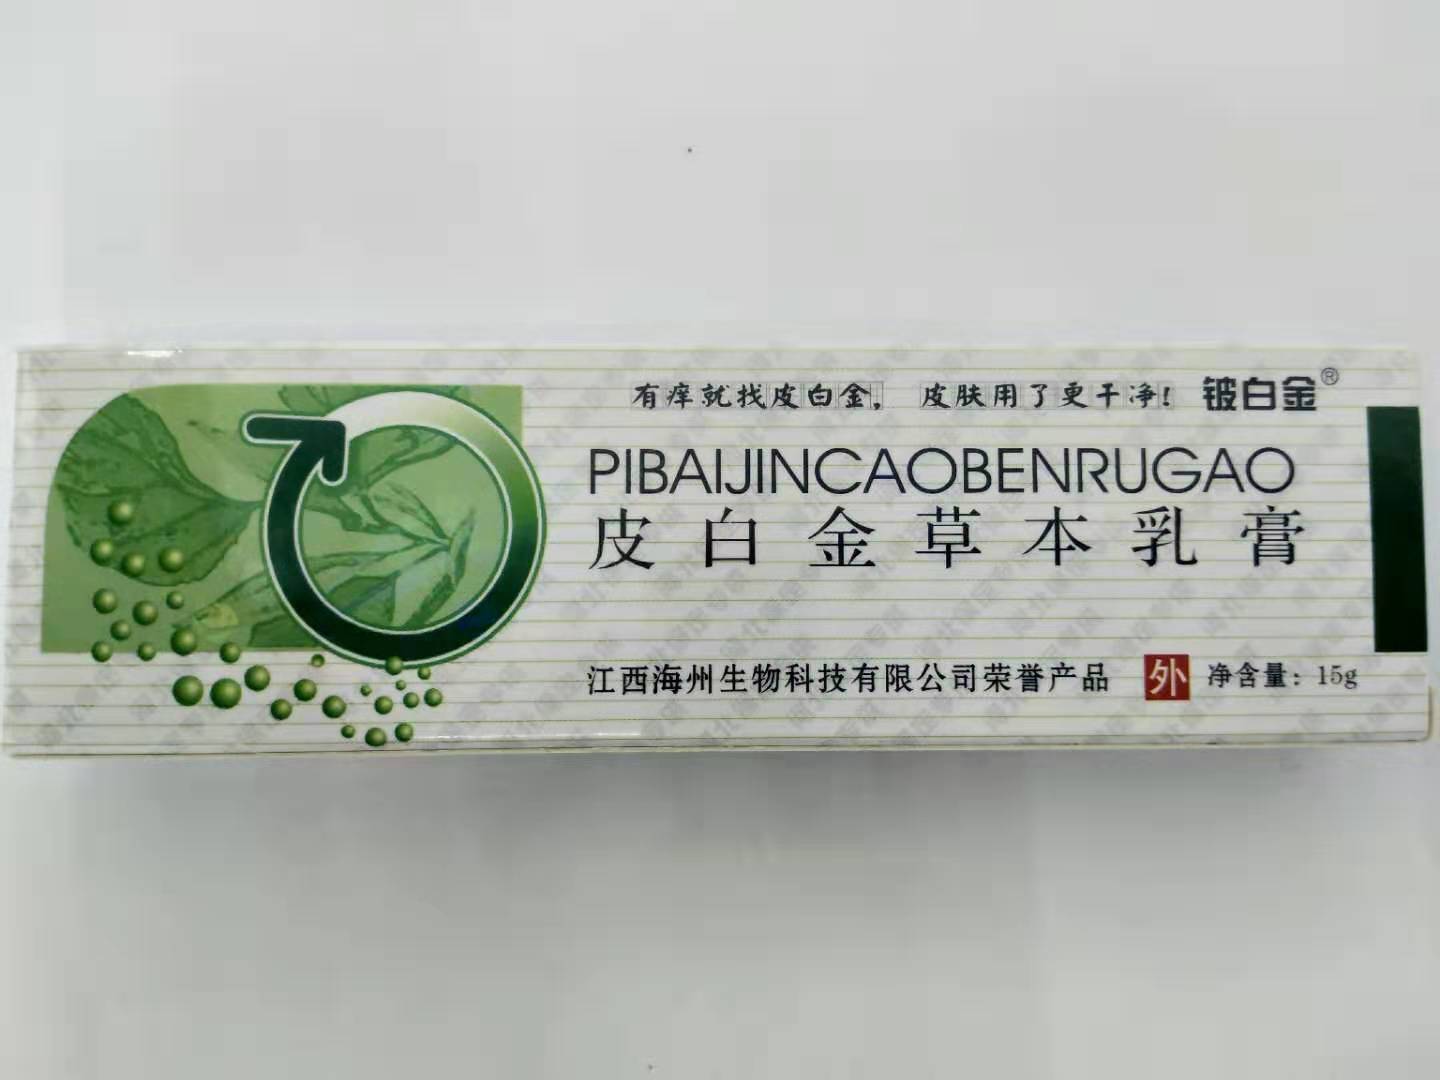 有痒就找皮白金， 皮肤用了更干净！ 铍白金®
PIBAIJINCAOBENRUGAO
皮白金草本乳膏
江西海州生物科技有限公司荣誉产品 外 净含量：15g